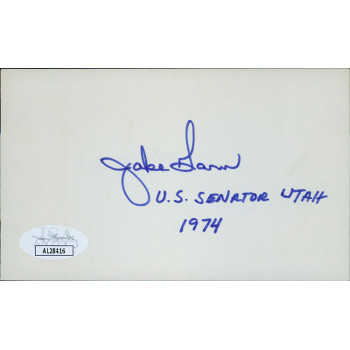 Jake Garn
U.S. SENATOR UTAH
1974
AL28416